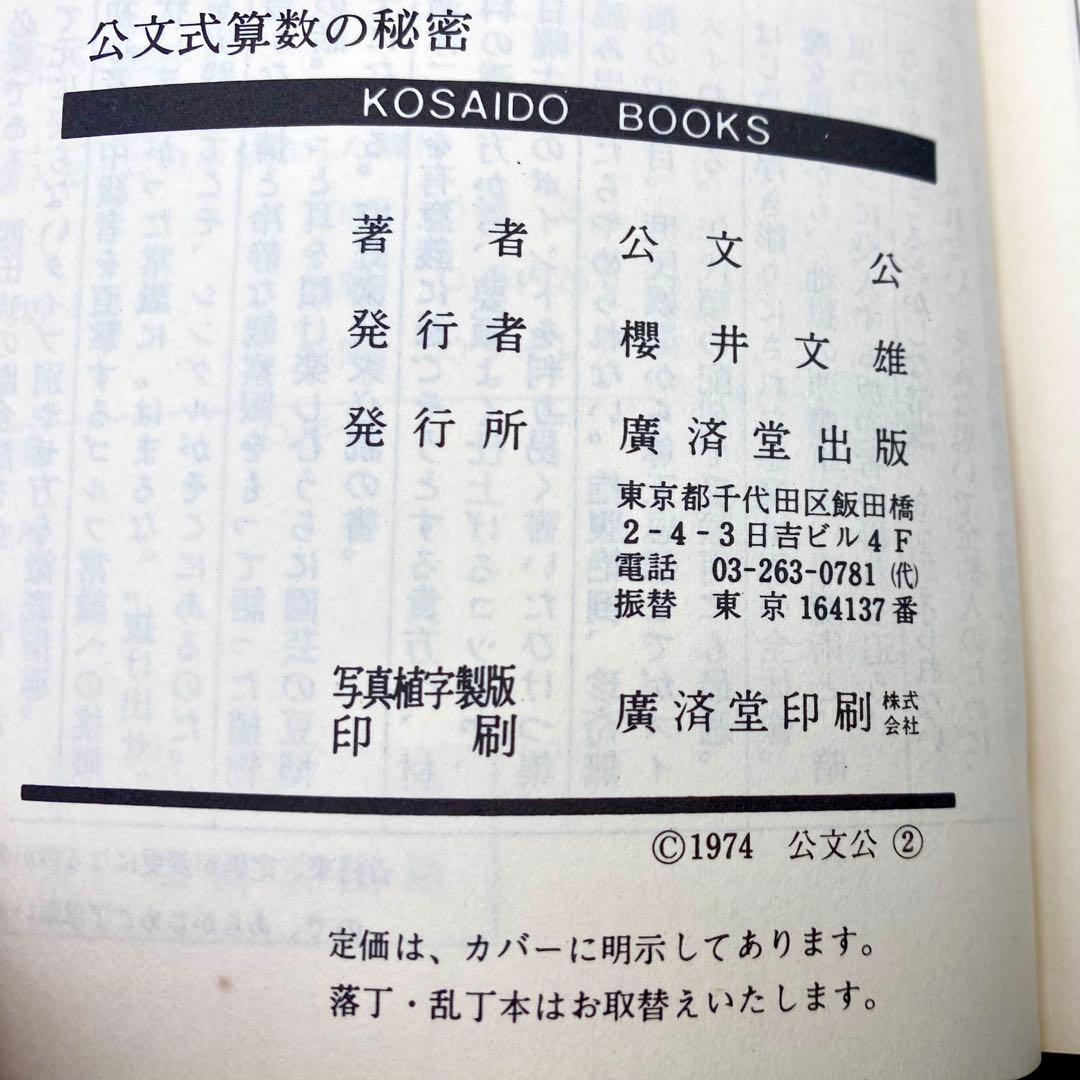 公文式算数の秘密
KOSAIDO BOOKS
著者 公文公
発行者 櫻井文雄
発行所 廣済堂出版
東京都千代田区飯田橋
2-4-3日吉ビル4F
電話 03-263-0781(代)
振替 東京164137番
写真植字製版
印刷 廣済堂印刷株式会社
©1974 公文公 ②
定価は、カバーに明示してあります。
落丁・乱丁本はお取替えいたします。